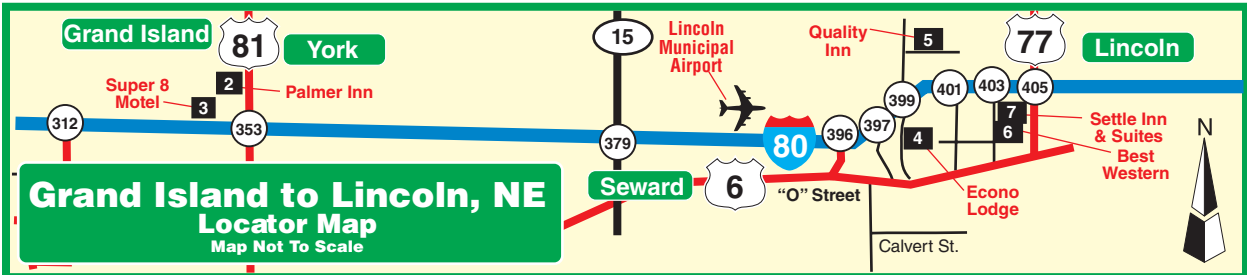 Grand Island
81
York
15
Lincoln
Municipal
Airport
Quality
Inn
5
77
Lincoln
Super 8
Motel
3
2
Palmer Inn
312
353
379
80
396
397
399
401
403
405
4
7
6
Settle Inn
& Suites
Best
Western
Econo
Lodge
N
Grand Island to Lincoln, NE
Locator Map
Map Not To Scale
Seward
6
“O” Street
Calvert St.